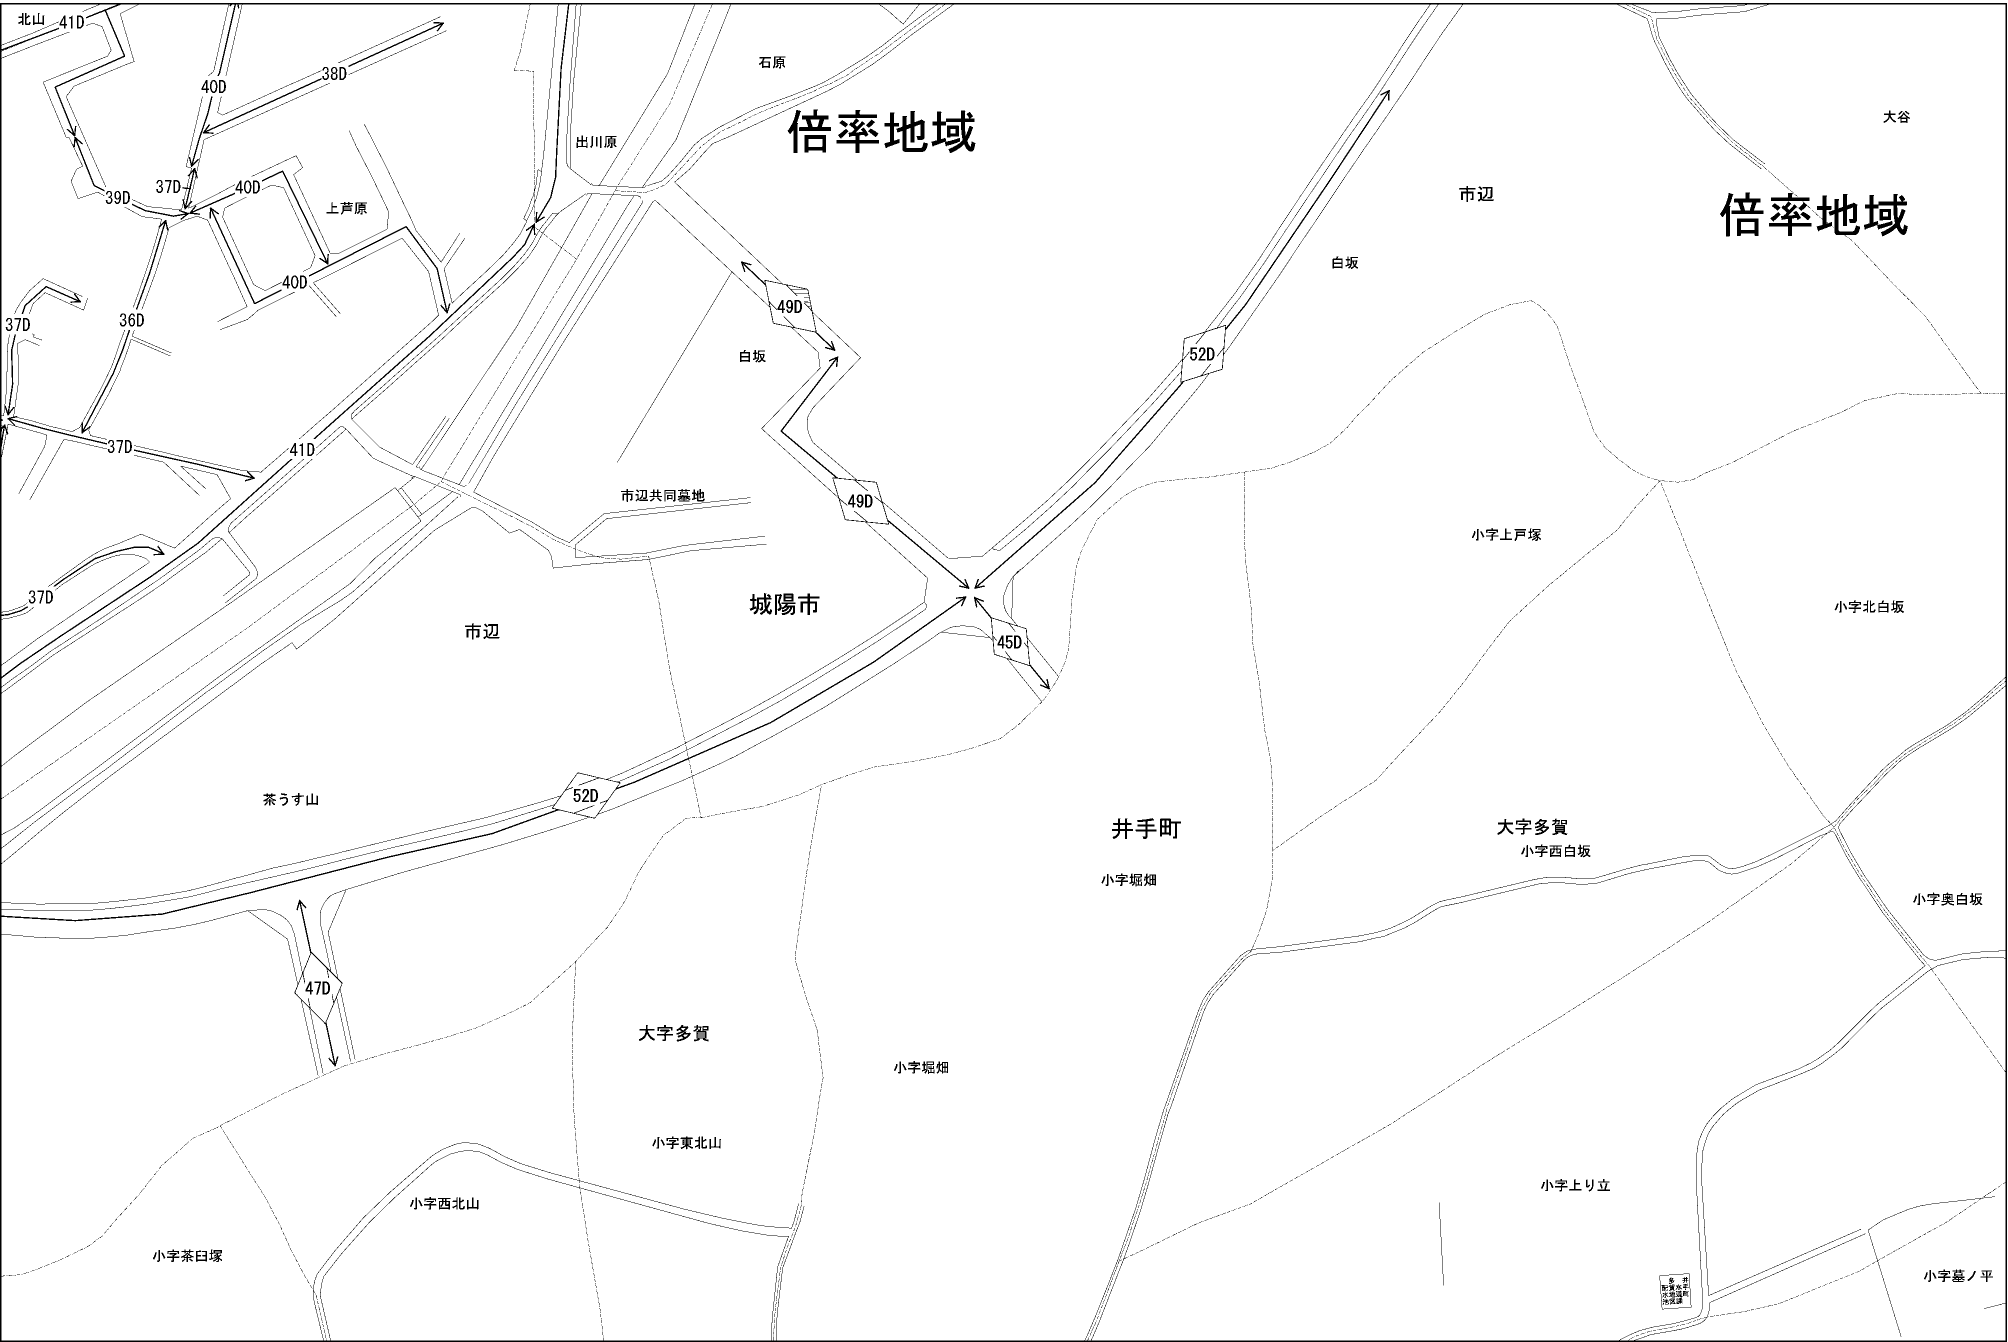 北山
41D
40D
38D
石原
倍率地域
大谷
出川原
37D
40D
39D
上芦原
市辺
倍率地域
白坂
40D
49D
36D
37D
白坂
52D
37D
41D
市辺共同墓地
49D
小字上戸塚
37D
城陽市
小字北白坂
市辺
45D
茶うす山
52D
井手町
大字多賀
小字西白坂
小字堀畑
小字奥白坂
47D
大字多賀
小字堀畑
小字東北山
小字上り立
小字西北山
小字茶臼塚
小字墓ノ平
井手町